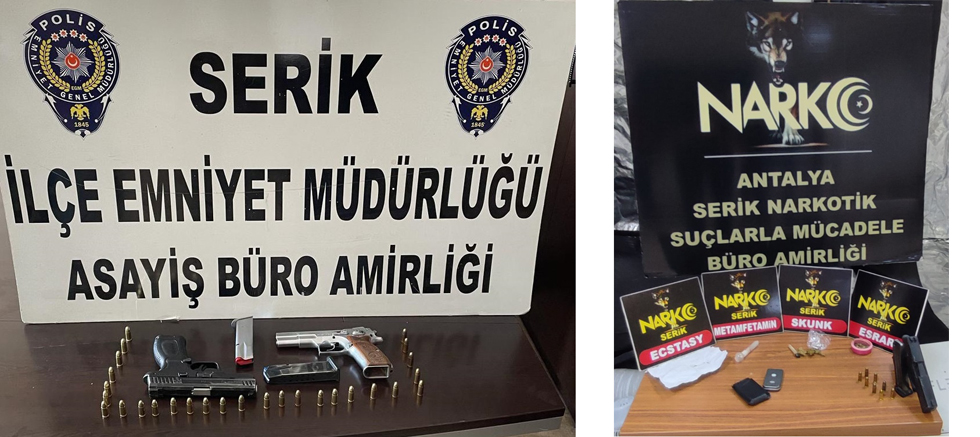 POLİS
EMNİYET GENEL MÜDÜRLÜĞÜ
EGM
1845
SERİK
POLİS
EMNİYET GENEL MÜDÜRLÜĞÜ
EGM
1845
İLÇE EMNİYET MÜDÜRLÜĞÜ
ASAYİŞ BÜRO AMİRLİĞİ
NARKO
ANTALYA
SERİK NARKOTİK
SUÇLARLA MÜCADELE
BÜRO AMİRLİĞİ
NARKO
SERİK
ECSTASY
NARKO
SERİK
METAMFETAMİN
NARKO
SERİK
SKUNK
NARKO
SERİK
ESRAR